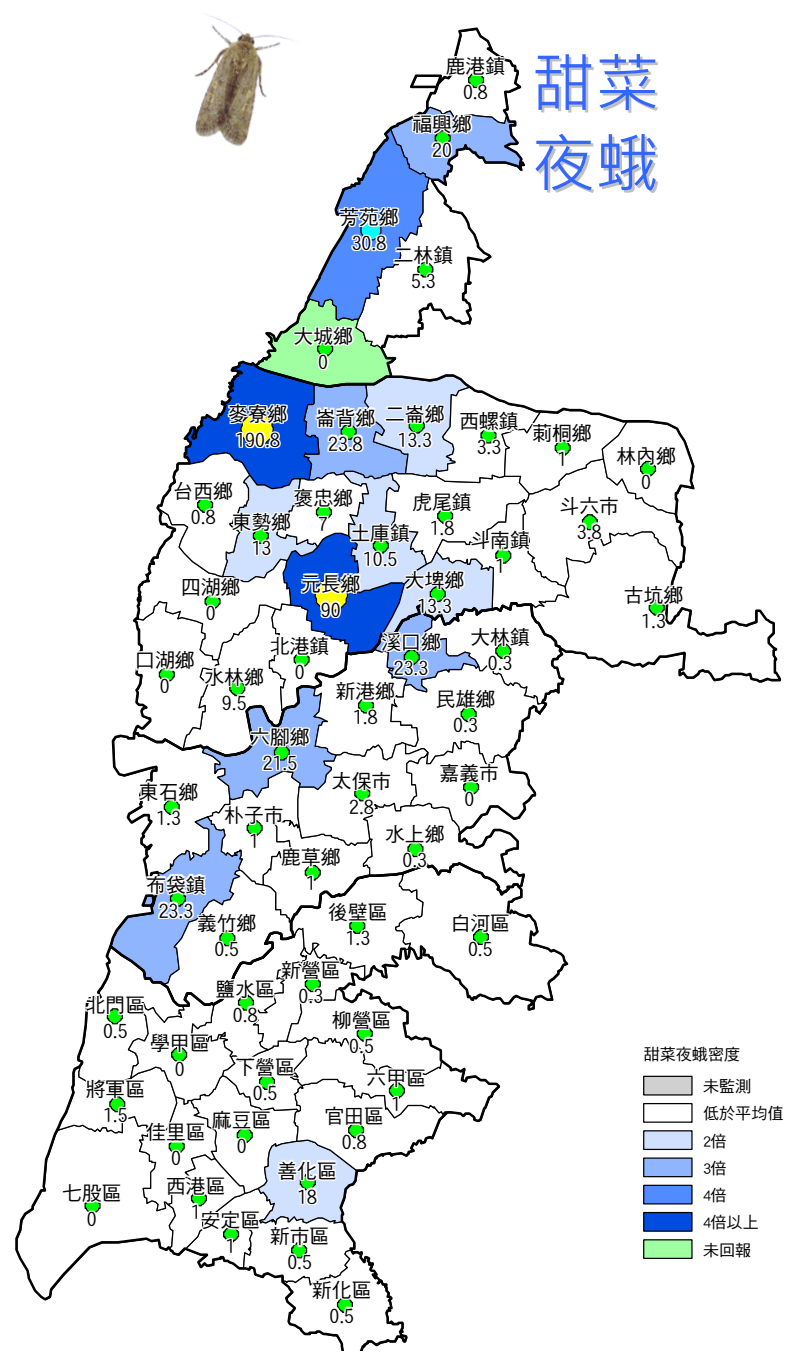 甜菜
夜蛾
鹿港鎮
0.8
福興鄉
20
芳苑鄉
30.8
二林鎮
5.3
大城鄉
0
麥寮鄉
190.8
崙背鄉
23.8
二崙鄉
13.3
西螺鎮
3.3
莿桐鄉
1
林內鄉
0
台西鄉
0.8
東勢鄉
13
褒忠鄉
7
土庫鎮
10.5
虎尾鎮
1.8
斗南鎮
1
斗六市
3.8
四湖鄉
0
元長鄉
90
大埤鄉
13.3
古坑鄉
1.3
口湖鄉
0
水林鄉
9.5
北港鎮
0
溪口鄉
23.3
大林鎮
0.3
新港鄉
1.8
民雄鄉
0.3
六腳鄉
21.5
太保市
2.8
嘉義市
0
東石鄉
1.3
朴子市
1
水上鄉
0.3
鹿草鄉
1
布袋鎮
23.3
義竹鄉
0.5
後壁區
1.3
白河區
0.5
新營區
0.3
鹽水區
0.8
北門區
0.5
柳營區
0.5
學甲區
0
下營區
0.5
六甲區
1
將軍區
1.5
麻豆區
0
官田區
0.8
佳里區
0
善化區
18
七股區
0
西港區
1
安定區
1
新市區
0.5
新化區
0.5
甜菜夜蛾密度
未監測
低於平均值
2倍
3倍
4倍
4倍以上
未回報